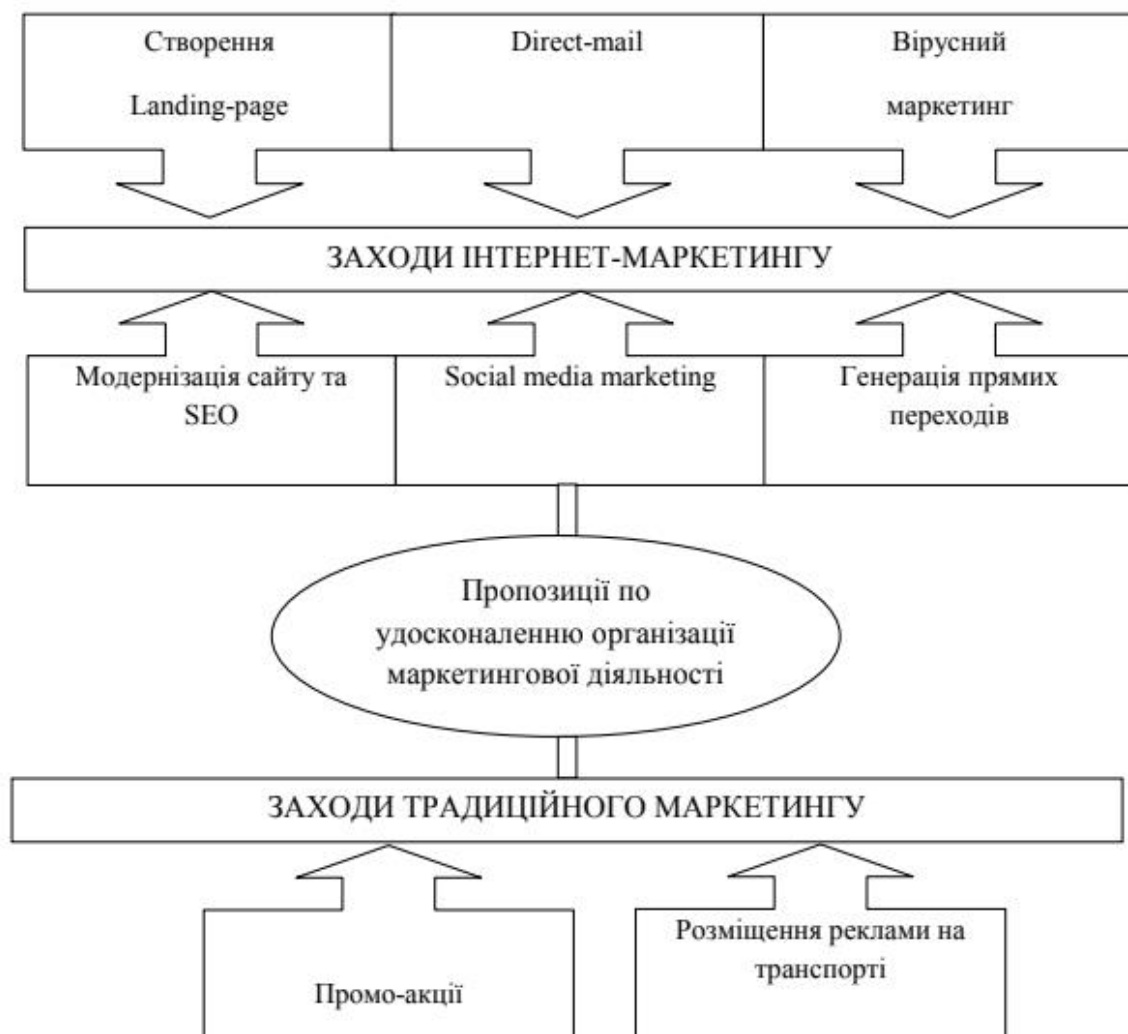 Створення
Landing-page
Direct-mail
Вірусний
маркетинг
ЗАХОДИ ІНТЕРНЕТ-МАРКЕТИНГУ
Модернізація сайту та
SEO
Social media marketing
Генерація прямих
переходів
Пропозиції по
удосконаленню організації
маркетингової діяльності
ЗАХОДИ ТРАДИЦІЙНОГО МАРКЕТИНГУ
Промо-акції
Розміщення реклами на
транспорті